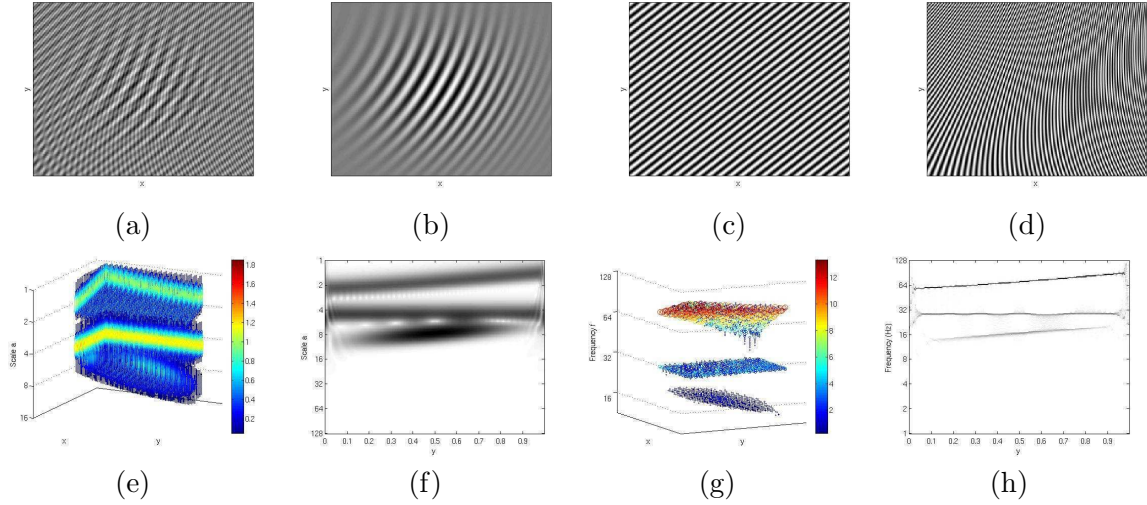 y
x
y
x
y
x
y
x
(a)
(b)
(c)
(d)
1
2
4
8
16
Scale a
x
y
1.8
1.6
1.4
1.2
1
0.8
0.6
0.4
0.2
1
2
4
8
16
32
64
128
Scale a
0 0.1 0.2 0.3 0.4 0.5 0.6 0.7 0.8 0.9
y
128
64
32
16
Frequency f
x
y
12
10
8
6
4
2
0
128
64
32
16
8
4
2
1
Frequency (Hz)
0 0.1 0.2 0.3 0.4 0.5 0.6 0.7 0.8 0.9
y
(e)
(f)
(g)
(h)